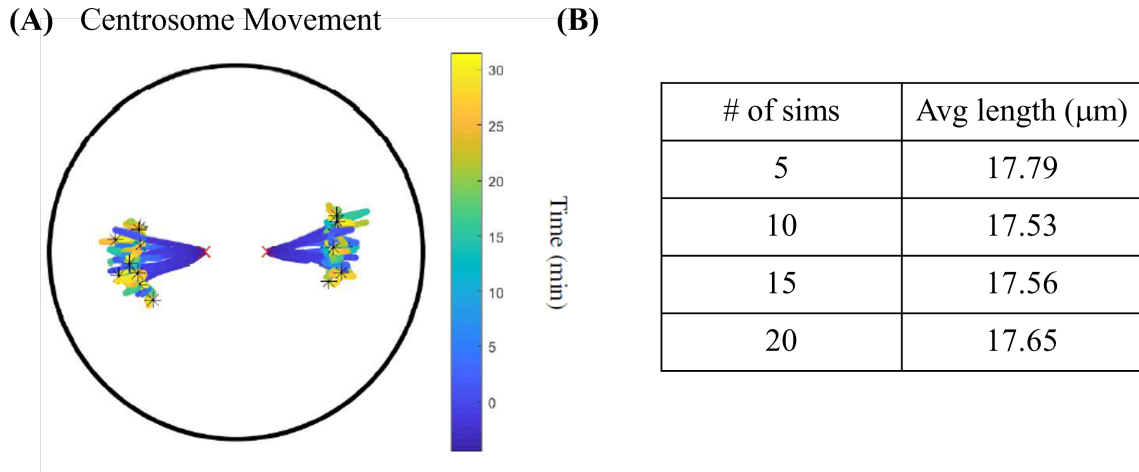 (A) Centrosome Movement
30
25
20
15
10
5
0
Time (min)
(B)
# of sims Avg length (μm)
5 17.79
10 17.53
15 17.56
20 17.65